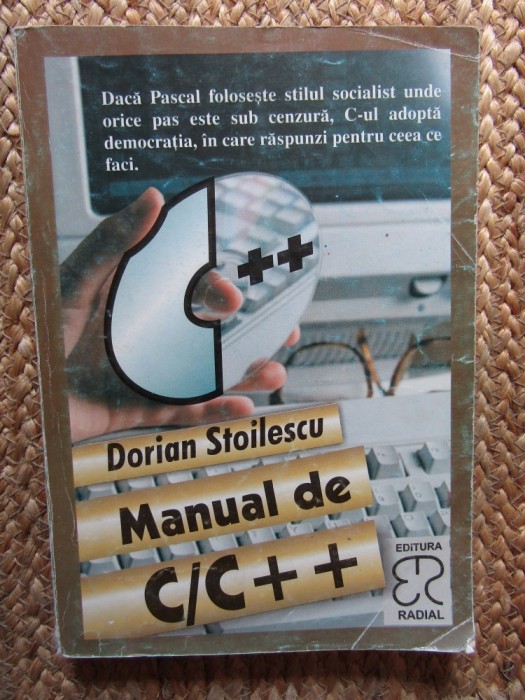 Dacă Pascal folosește stilul socialist unde
orice pas este sub cenzură, C-ul adoptă
democrația, în care răspunzi pentru ceea ce
faci.
C++
Dorian Stoilescu
Manual de
C/C++
EDITURA
ER
RADIAL